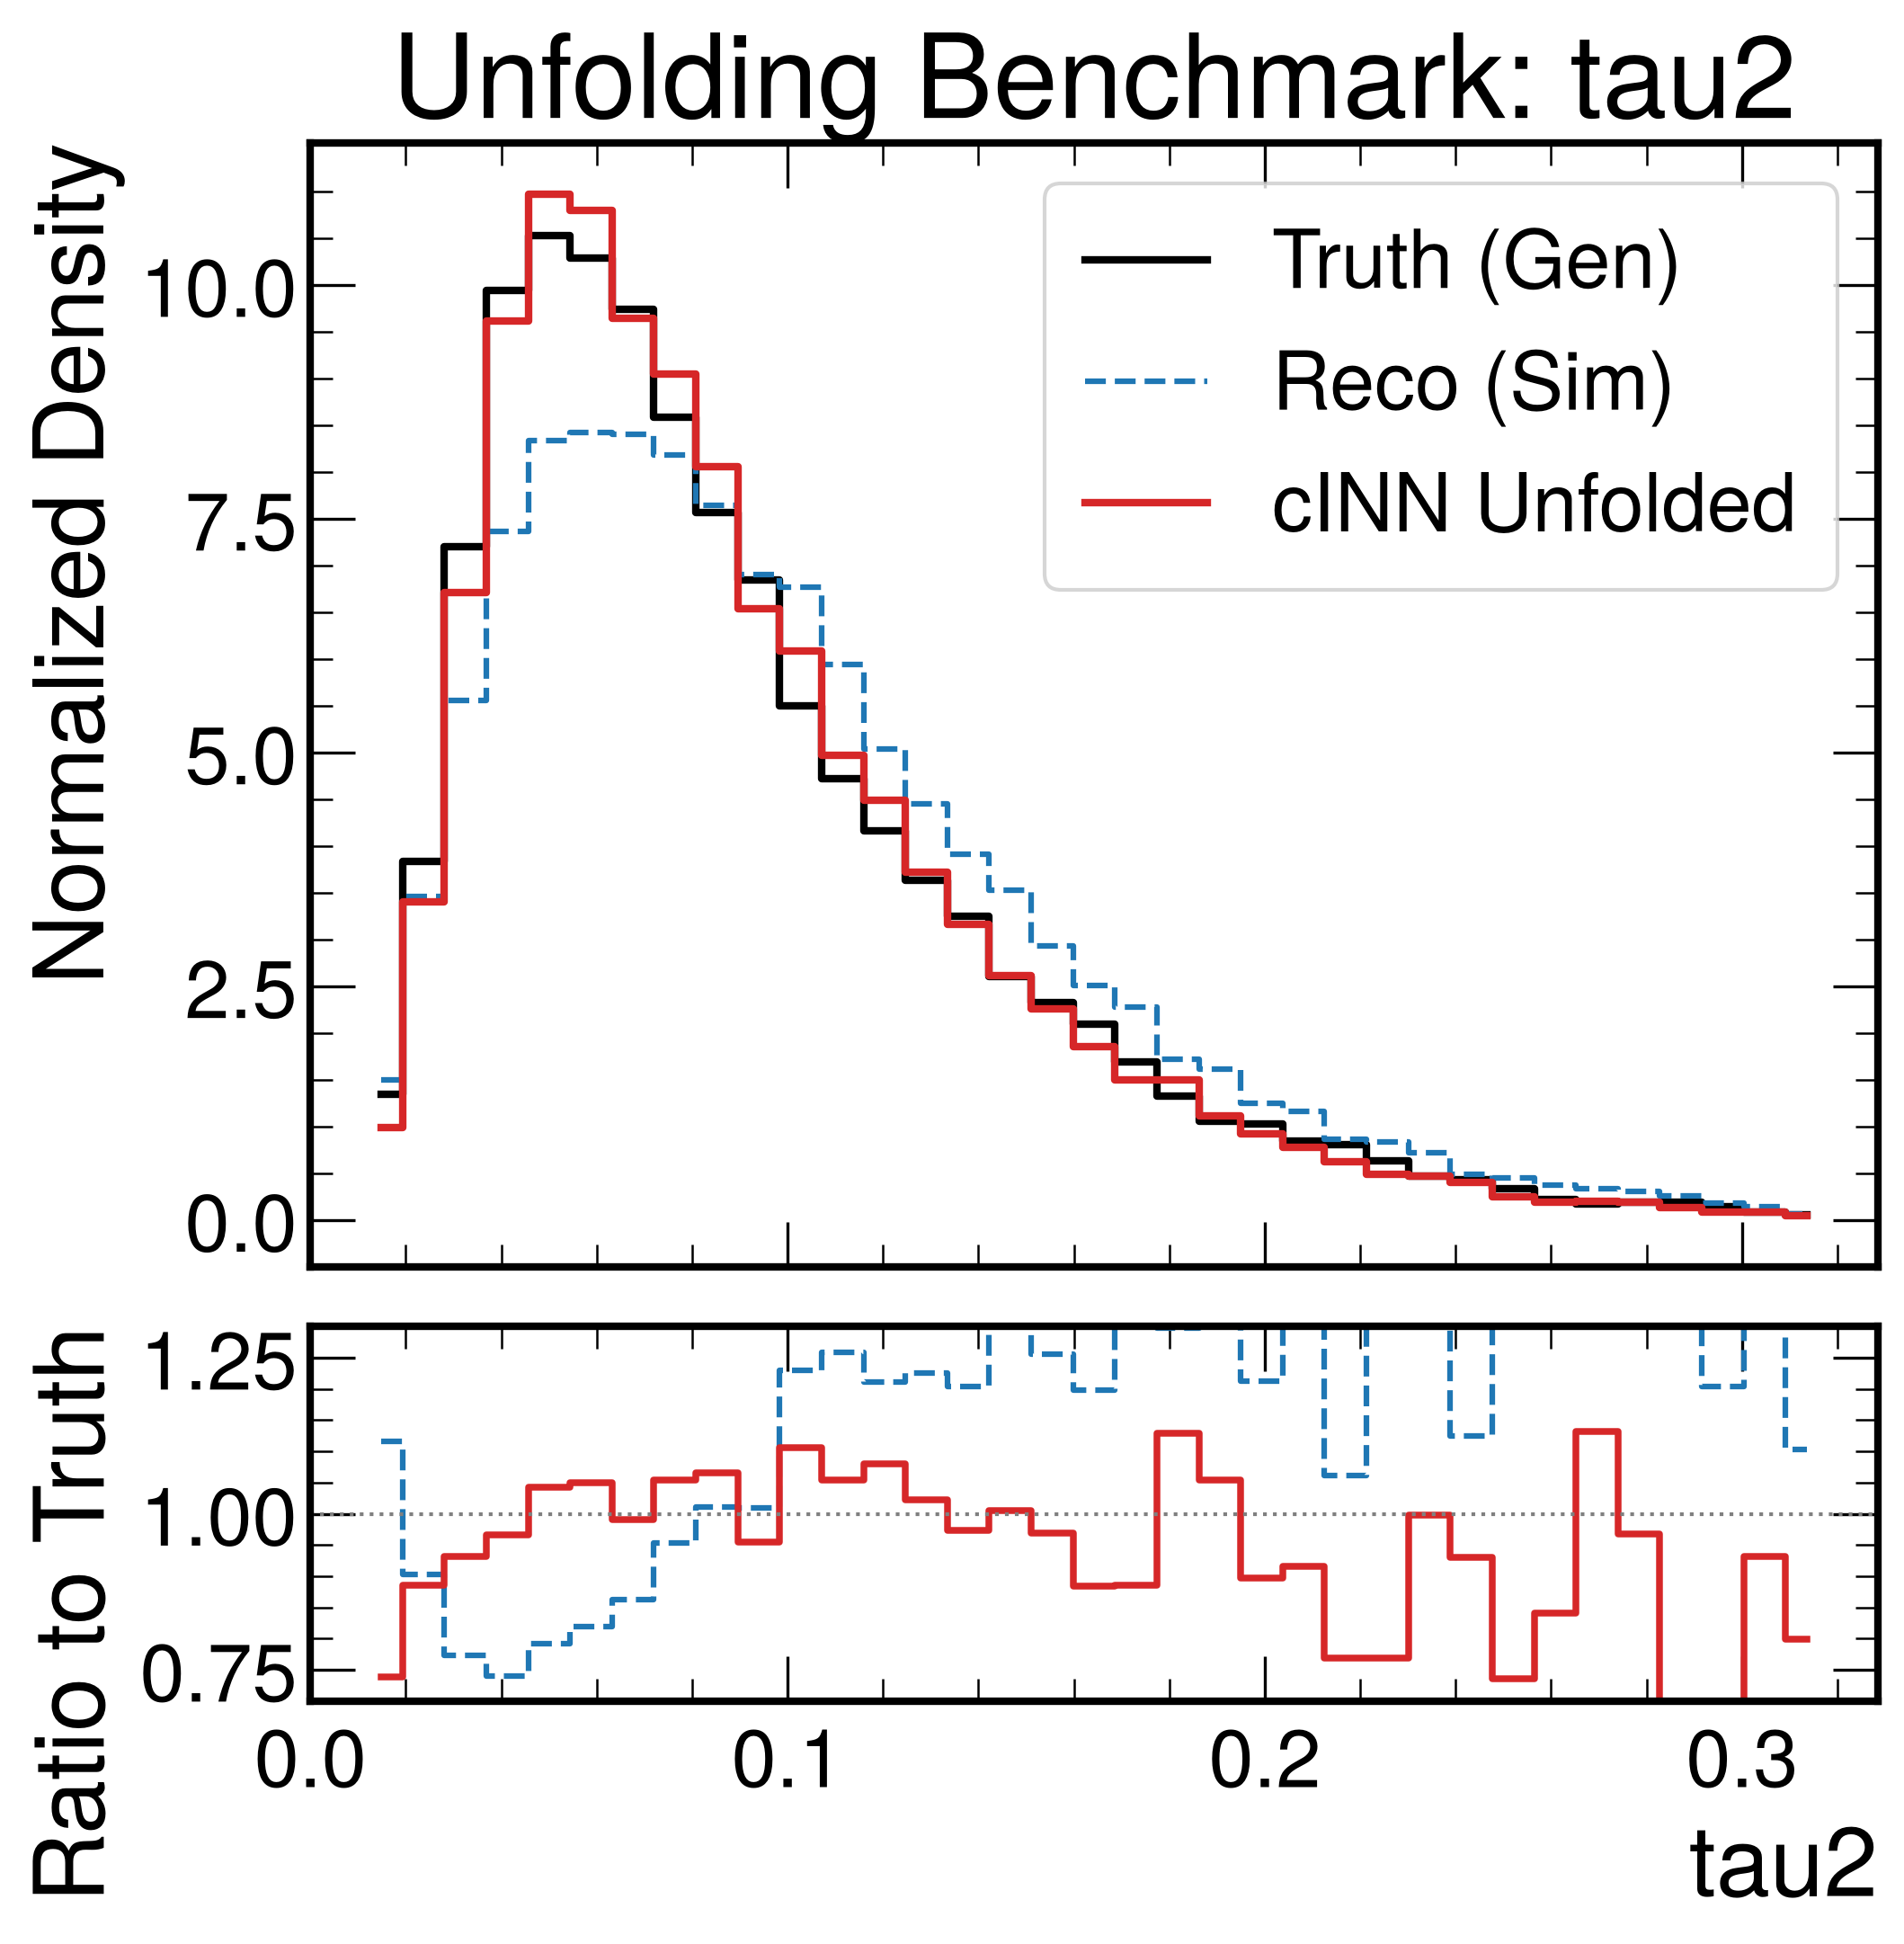 Unfolding Benchmark: tau2
Normalized Density
10.0
7.5
5.0
2.5
0.0
Truth (Gen)
Reco (Sim)
cINN Unfolded
Ratio to Truth
1.25
1.00
0.75
0.0 0.1 0.2 0.3
tau2